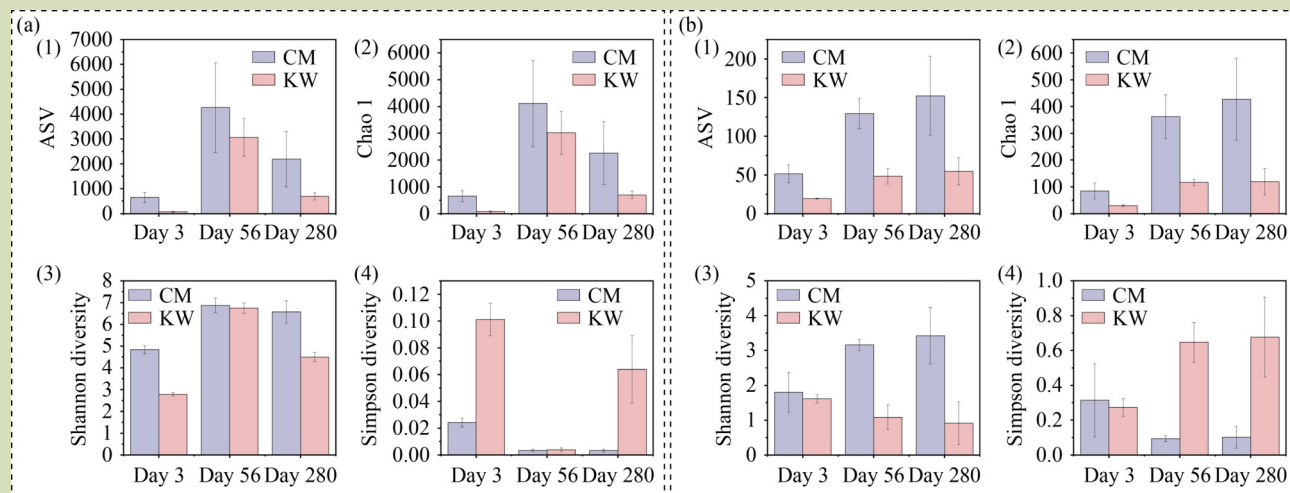 (a)
(1)
ASV
7000
6000
5000
4000
3000
2000
1000
0
CM
KW
Day 3 Day 56 Day 280
(2)
Chao 1
6000
5000
4000
3000
2000
1000
0
CM
KW
Day 3 Day 56 Day 280
(3)
Shannon diversity
8
7
6
5
4
3
2
1
0
CM
KW
Day 3 Day 56 Day 280
(4)
Simpson diversity
0.12
0.10
0.08
0.06
0.04
0.02
0.00
CM
KW
Day 3 Day 56 Day 280
(b)
(1)
ASV
200
150
100
50
0
CM
KW
Day 3 Day 56 Day 280
(2)
Chao 1
600
500
400
300
200
100
0
CM
KW
Day 3 Day 56 Day 280
(3)
Shannon diversity
5
4
3
2
1
0
CM
KW
Day 3 Day 56 Day 280
(4)
Simpson diversity
1.0
0.8
0.6
0.4
0.2
0.0
CM
KW
Day 3 Day 56 Day 280